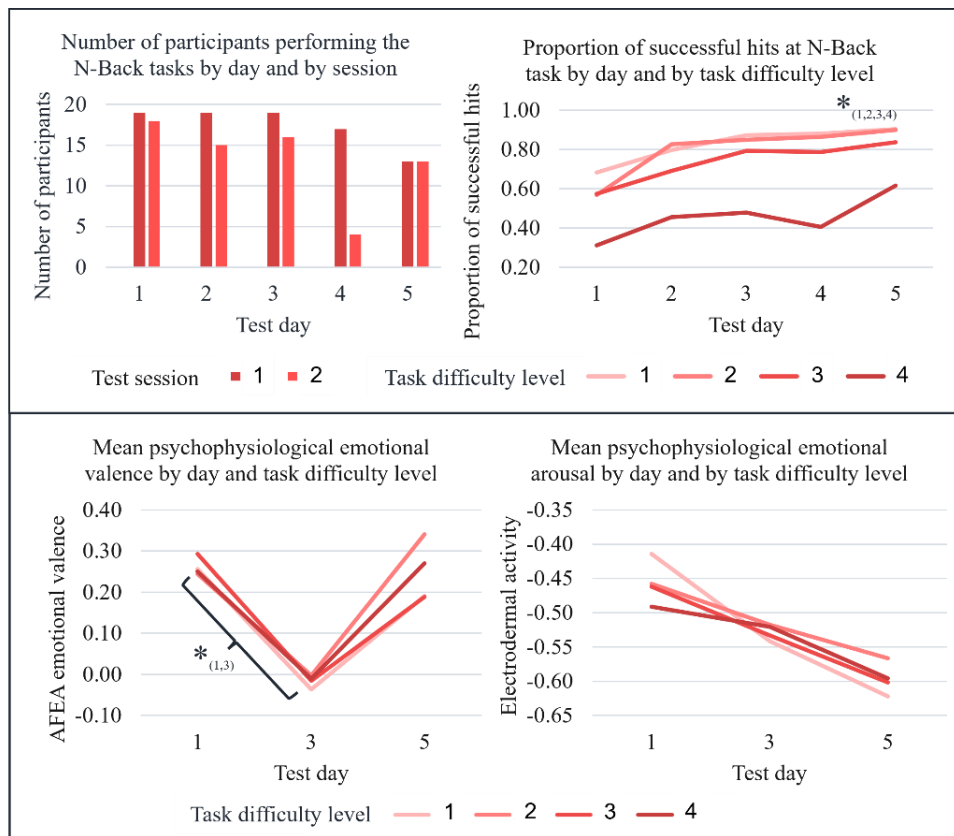 Number of participants performing the
N-Back tasks by day and by session
Number of participants
20
15
10
5
0
1 2 3 4 5
Test day
Proportion of successful hits at N-Back
task by day and by task difficulty level
*(1,2,3,4)
Proportion of successful hits
1.00
0.80
0.60
0.40
0.20
1 2 3 4 5
Test day
Test session 1 2
Task difficulty level 1 2 3 4
Mean psychophysiological emotional
valence by day and task difficulty level
AFEA emotional valence
0.40
0.30
0.20
0.10
0.00
-0.10
*(1,3)
1 3 5
Test day
Mean psychophysiological emotional
arousal by day and by task difficulty level
Electrodermal activity
-0.35
-0.40
-0.45
-0.50
-0.55
-0.60
-0.65
1 3 5
Test day
Task difficulty level 1 2 3 4